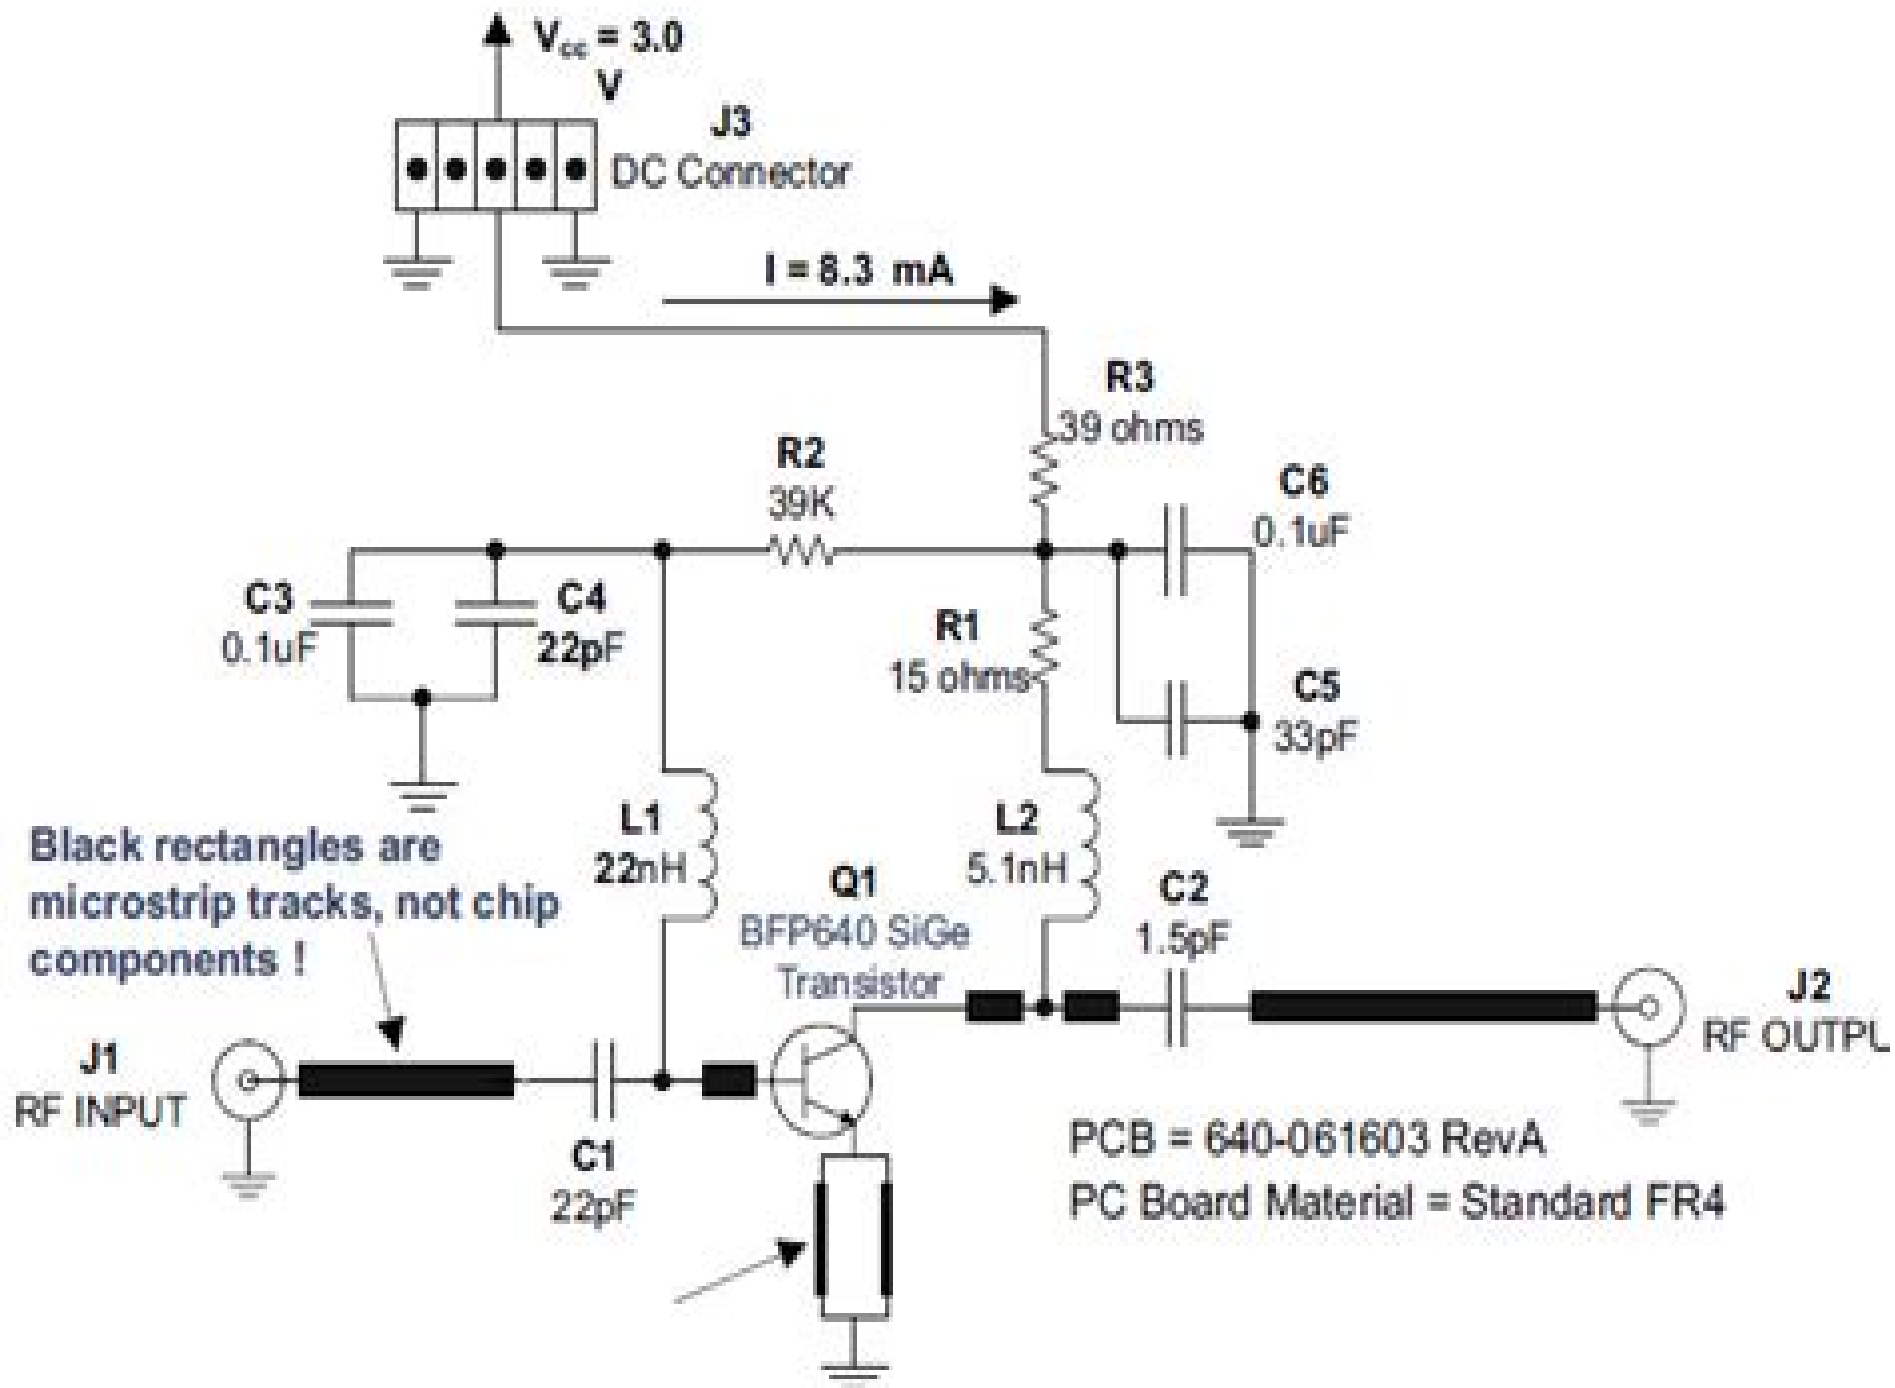 Vcc = 3.0
V
J3
DC Connector
I = 8.3 mA
R3
39 ohms
R2
39K
C6
0.1uF
C3
0.1uF
C4
22pF
R1
15 ohms
C5
33pF
L1
22nH
L2
5.1nH
Black rectangles are
microstrip tracks, not chip
components !
Q1
BFP640 SiGe
Transistor
C2
1.5pF
J2
RF OUTPU
J1
RF INPUT
C1
22pF
PCB = 640-061603 RevA
PC Board Material = Standard FR4